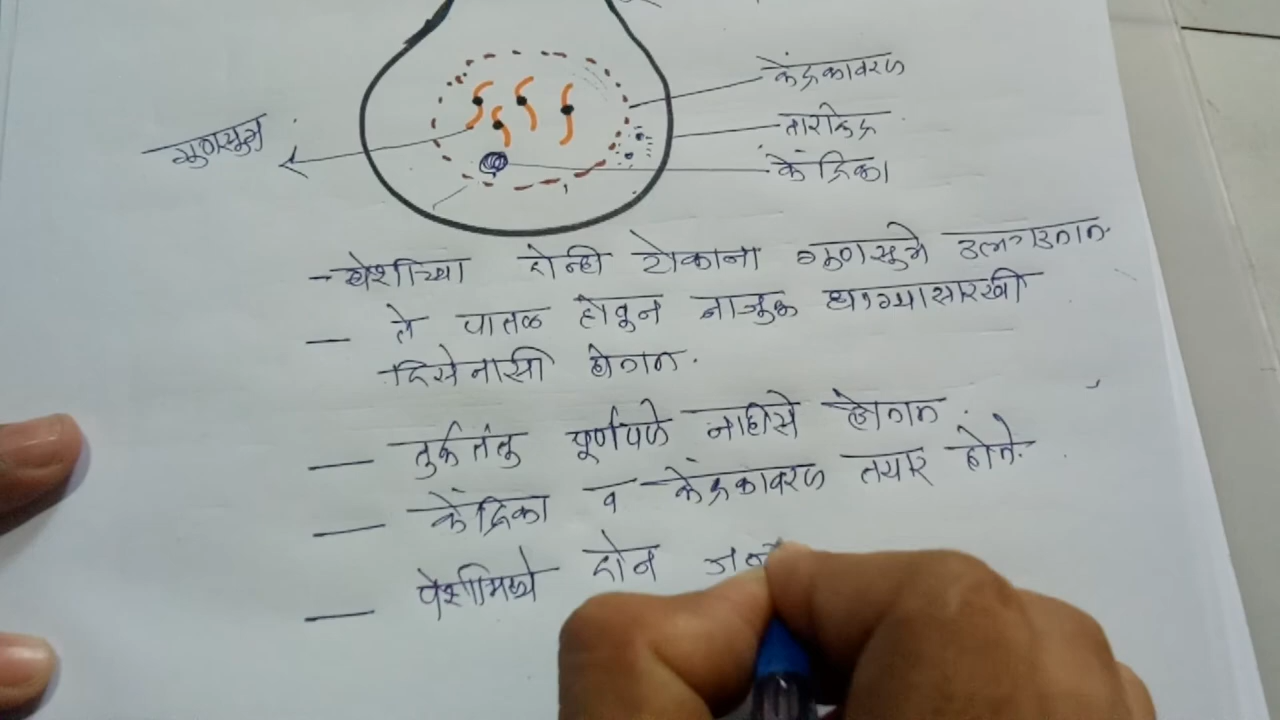 केंद्रकावरण
तारीकेंद्र
गुणसूत्र
केंद्रिका
- पेशीच्या दोन्ही टोकाना गुणसूत्रे उलगडतात.
— ते पातळ होवून नाजूक धाग्यासारखी
दिसेनासी होतात.
— तुर्कतंतु पूर्णपणे नाहीसे होतात.
— केंद्रिका व केंद्रकावरण तयार होते.
— पेशीमध्ये दोन